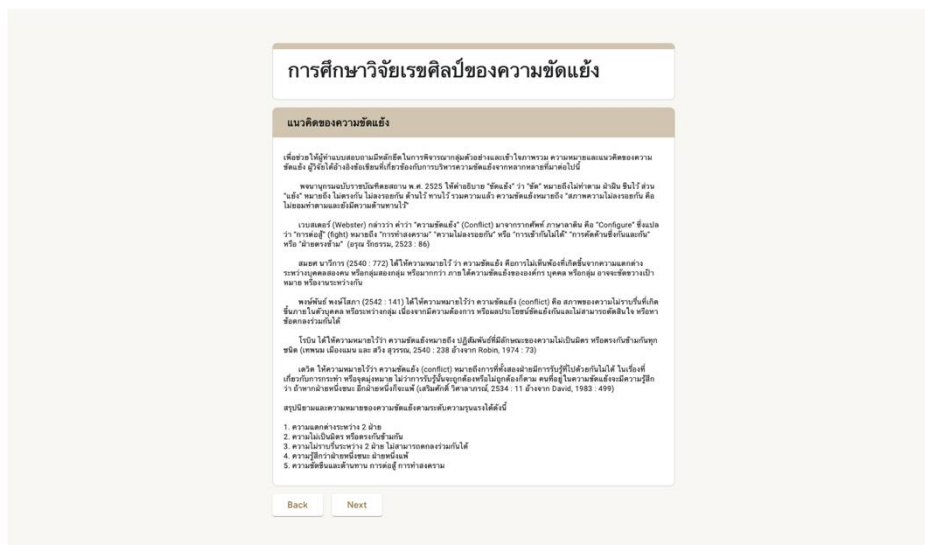 การศึกษาวิจัยเรขศิลป์ของความขัดแย้ง
แนวคิดของความขัดแย้ง
เพื่อช่วยให้ผู้ทำแบบสอบถามมีหลักยึดในการพิจารณากลุ่มตัวอย่างและเข้าใจภาพรวม ความหมายและแนวคิดของความ
ขัดแย้ง ผู้วิจัยได้อ้างอิงข้อเขียนที่เกี่ยวข้องกับการบริหารความขัดแย้งจากหลากหลายที่มาต่อไปนี้
พจนานุกรมฉบับราชบัณฑิตยสถาน พ.ศ. 2525 ให้คำอธิบาย "ขัดแย้ง" ว่า "ขัด" หมายถึงไม่ทำตาม ฝ่าฝืน ขืนไว้ ส่วน
"แย้ง" หมายถึง ไม่ตรงกัน ไม่ลงรอยกัน ต้านไว้ ทานไว้ รวมความแล้ว ความขัดแย้งหมายถึง "สภาพความไม่ลงรอยกัน คือ
ไม่ยอมทำตามและยังมีความต้านทานไว้"
เวบสเตอร์ (Webster) กล่าวว่า คำว่า "ความขัดแย้ง" (Conflict) มาจากรากศัพท์ ภาษาลาติน คือ "Configure" ซึ่งแปล
ว่า "การต่อสู้" (fight) หมายถึง "การทำสงคราม" "ความไม่ลงรอยกัน" หรือ "การเข้ากันไม่ได้" "การคัดค้านซึ่งกันและกัน"
หรือ "ฝ่ายตรงข้าม" (อรุณ รักธรรม, 2523 : 86)
สมยศ นาวีการ (2540 : 772) ได้ให้ความหมายไว้ ว่า ความขัดแย้ง คือการไม่เห็นพ้องที่เกิดขึ้นจากความแตกต่าง
ระหว่างบุคคลสองคน หรือกลุ่มสองกลุ่ม หรือมากกว่า ภายใต้ความขัดแย้งขององค์กร บุคคล หรือกลุ่ม อาจจะขัดขวางเป้า
หมาย หรืองานระหว่างกัน
พงษ์พันธ์ พงษ์โสภา (2542 : 141) ได้ให้ความหมายไว้ว่า ความขัดแย้ง (conflict) คือ สภาพของความไม่ราบรื่นที่เกิด
ขึ้นภายในตัวบุคคล หรือระหว่างกลุ่ม เนื่องจากมีความต้องการ หรือผลประโยชน์ขัดแย้งกันและไม่สามารถตัดสินใจ หรือหา
ข้อตกลงร่วมกันได้
โรบิน ได้ให้ความหมายไว้ว่า ความขัดแย้งหมายถึง ปฏิสัมพันธ์ที่มีลักษณะของความไม่เป็นมิตร หรือตรงกันข้ามกันทุก
ชนิด (เทพนม เมืองแมน และ สวิง สุวรรณ, 2540 : 238 อ้างจาก Robin, 1974 : 73)
เดวิด ให้ความหมายไว้ว่า ความขัดแย้ง (conflict) หมายถึงการที่ทั้งสองฝ่ายมีการรับรู้ที่ไปด้วยกันไม่ได้ ในเรื่องที่
เกี่ยวกับการกระทำ หรือจุดมุ่งหมาย ไม่ว่าการรับรู้นั้นจะถูกต้องหรือไม่ถูกต้องก็ตาม คนที่อยู่ในความขัดแย้งจะมีความรู้สึก
ว่า ถ้าหากฝ่ายหนึ่งชนะ อีกฝ่ายหนึ่งก็จะแพ้ (เสริมศักดิ์ วิศาลาภรณ์, 2534 : 11 อ้างจาก David, 1983 : 499)
สรุปนิยามและความหมายของความขัดแย้งตามระดับความรุนแรงได้ดังนี้
1. ความแตกต่างระหว่าง 2 ฝ่าย
2. ความไม่เป็นมิตร หรือตรงกันข้ามกัน
3. ความไม่ราบรื่นระหว่าง 2 ฝ่าย ไม่สามารถตกลงร่วมกันได้
4. ความรู้สึกว่าฝ่ายหนึ่งชนะ ฝ่ายหนึ่งแพ้
5. ความขัดขืนและต้านทาน การต่อสู้ การทำสงคราม
Back Next